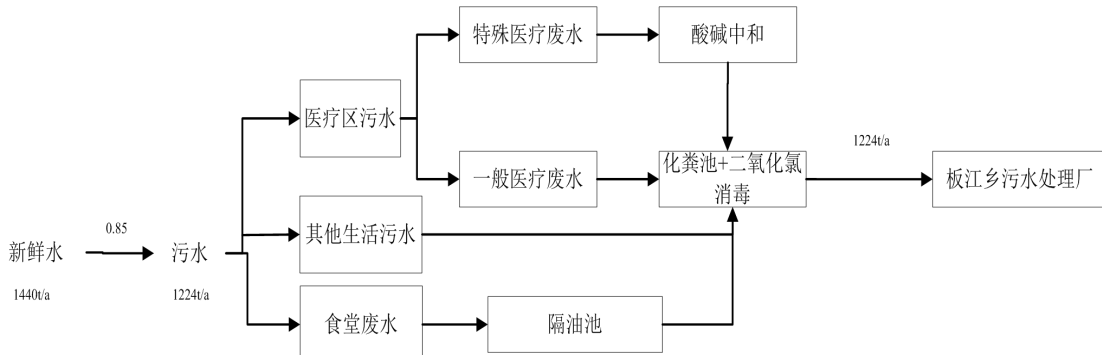 特殊医疗废水
酸碱中和
医疗区污水
1224t/a
一般医疗废水
化粪池+二氧化氯
消毒
板江乡污水处理厂
其他生活污水
0.85
新鲜水
污水
1440t/a
1224t/a
食堂废水
隔油池